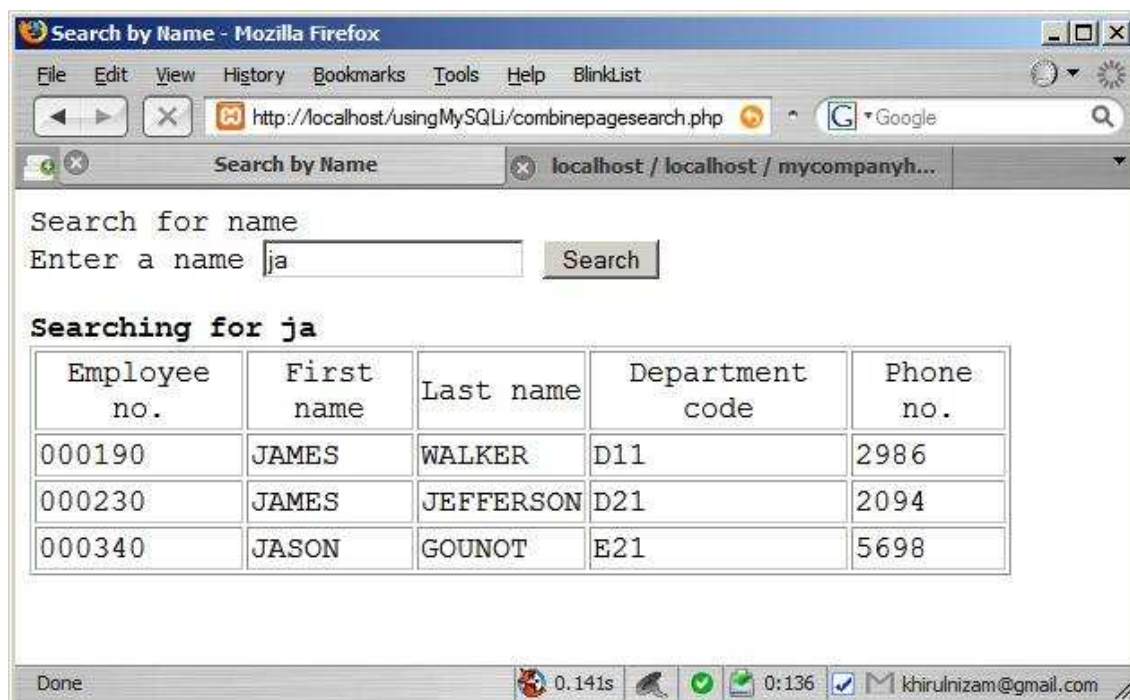 Search by Name - Mozilla Firefox
File Edit View History Bookmarks Tools Help BlinkList
http://localhost/usingMySQLi/combinepagesearch.php G Google
Search by Name localhost / localhost / mycompanyh...
Search for name
Enter a name ja Search
Searching for ja
Employee no. First name Last name Department code Phone no.
000190 JAMES WALKER D11 2986
000230 JAMES JEFFERSON D21 2094
000340 JASON GOUNOT E21 5698
Done 0.141s 0:136 khirulnizam@gmail.com